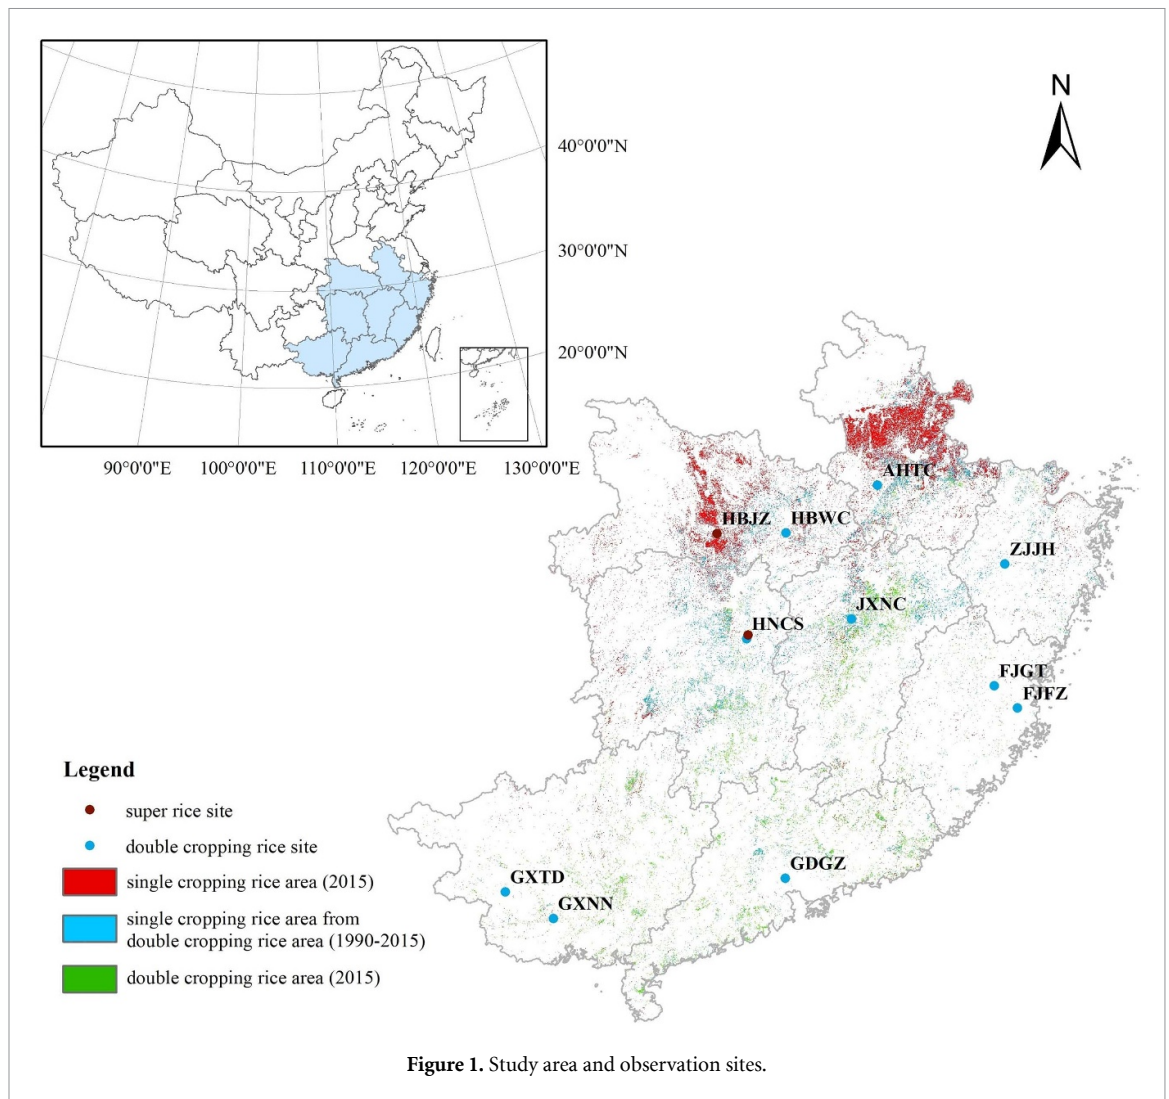 N
40°0'0"N
30°0'0"N
20°0'0"N
90°0'0"E
100°0'0"E
110°0'0"E
120°0'0"E
130°0'0"E
AHTC
HBJZ
HBWC
ZJJH
JXNC
HNCS
FJGT
FJFZ
GDGZ
GXTD
GXNN
Legend
super rice site
double cropping rice site
single cropping rice area (2015)
single cropping rice area from
double cropping rice area (1990-2015)
double cropping rice area (2015)
Figure 1. Study area and observation sites.